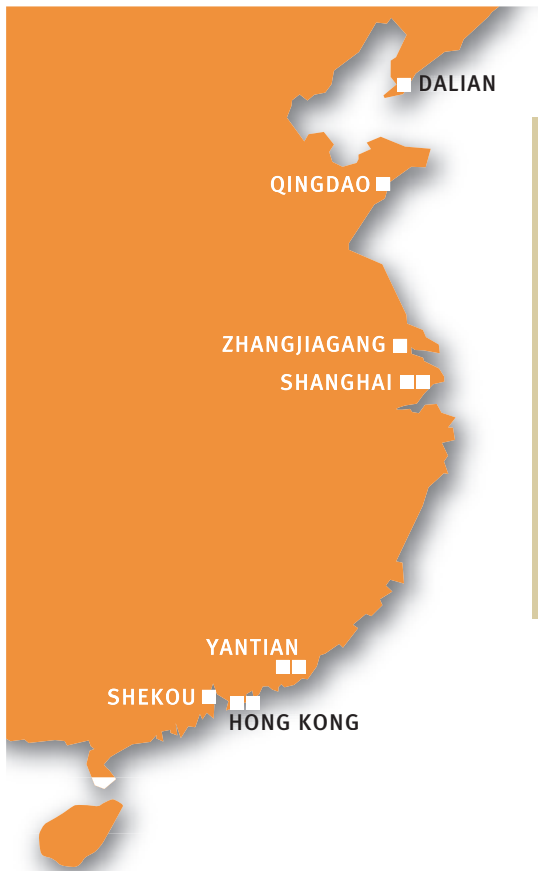 DALIAN
QINGDAO
ZHANGJIAGANG
SHANGHAI
YANTIAN
SHEKOU
HONG KONG